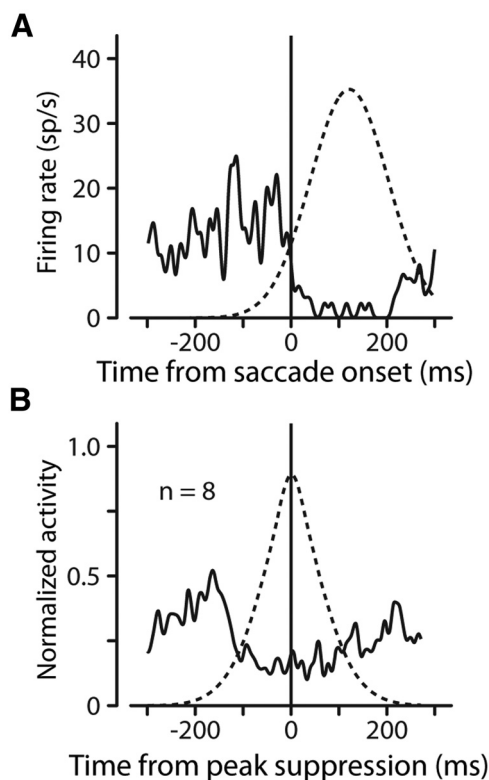 A
Firing rate (sp/s)
40
30
20
10
0
-200 0 200
Time from saccade onset (ms)
B
Normalized activity
1.0
n = 8
0.5
0
-200 0 200
Time from peak suppression (ms)